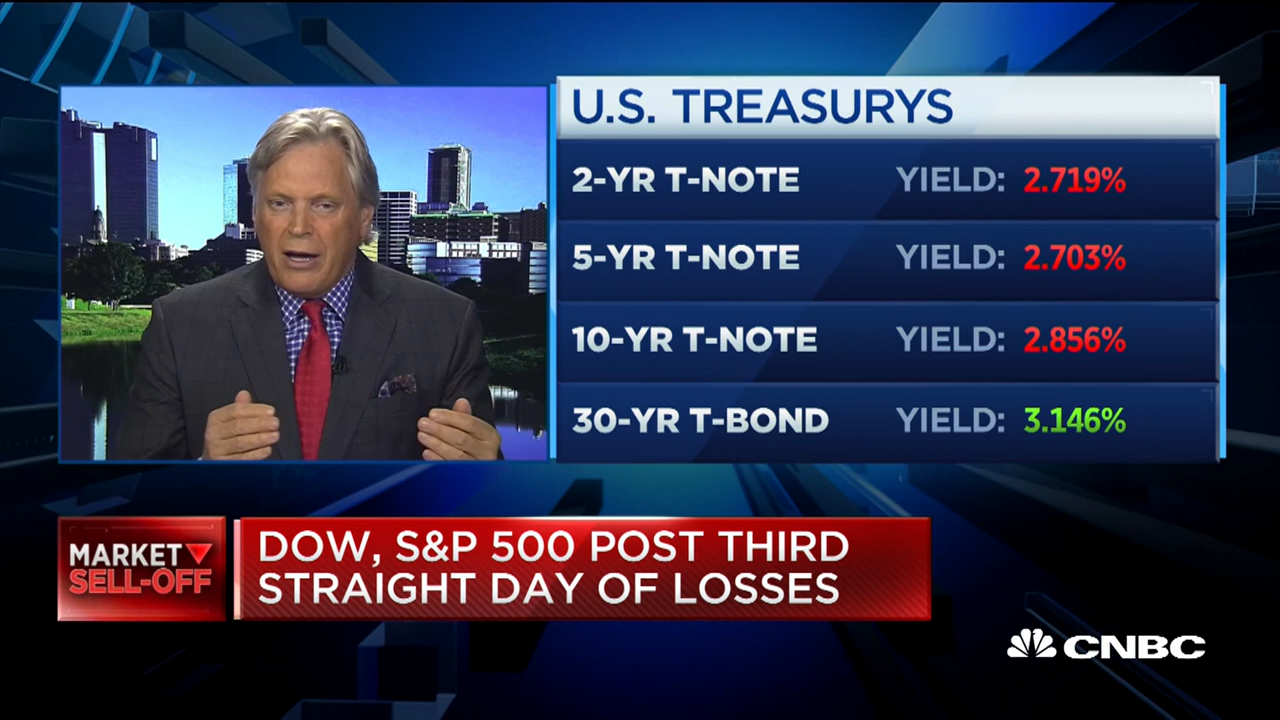 U.S. TREASURYS
2-YR T-NOTE YIELD: 2.719%
5-YR T-NOTE YIELD: 2.703%
10-YR T-NOTE YIELD: 2.856%
30-YR T-BOND YIELD: 3.146%
MARKET
SELL-OFF
DOW, S&P 500 POST THIRD
STRAIGHT DAY OF LOSSES
CNBC